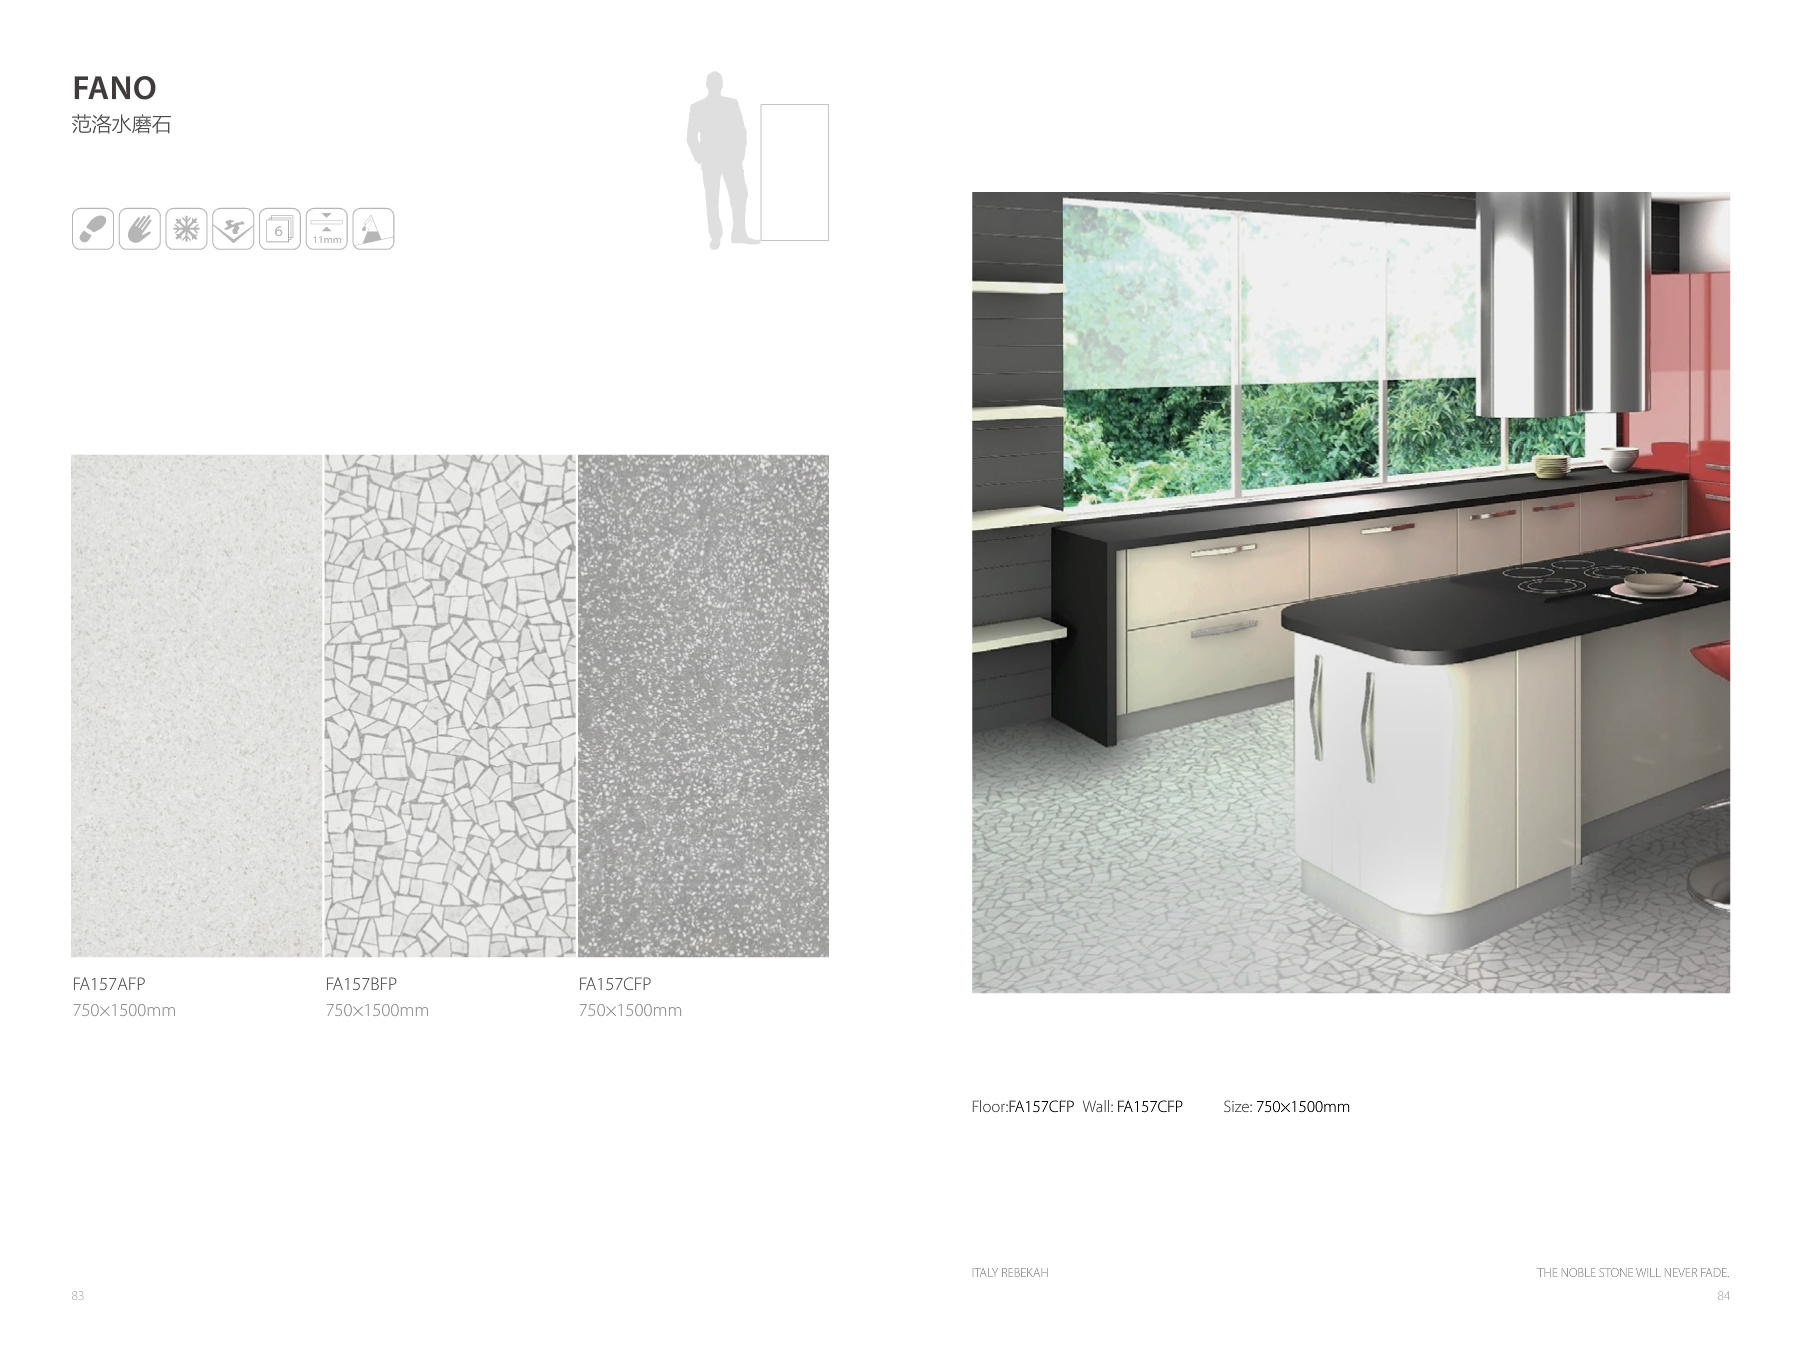 FANO
范洛水磨石
6
11mm
FA157AFP
750×1500mm
FA157BFP
750×1500mm
FA157CFP
750×1500mm
Floor:FA157CFP Wall: FA157CFP Size: 750×1500mm
ITALY REBEKAH
THE NOBLE STONE WILL NEVER FADE.
83
84